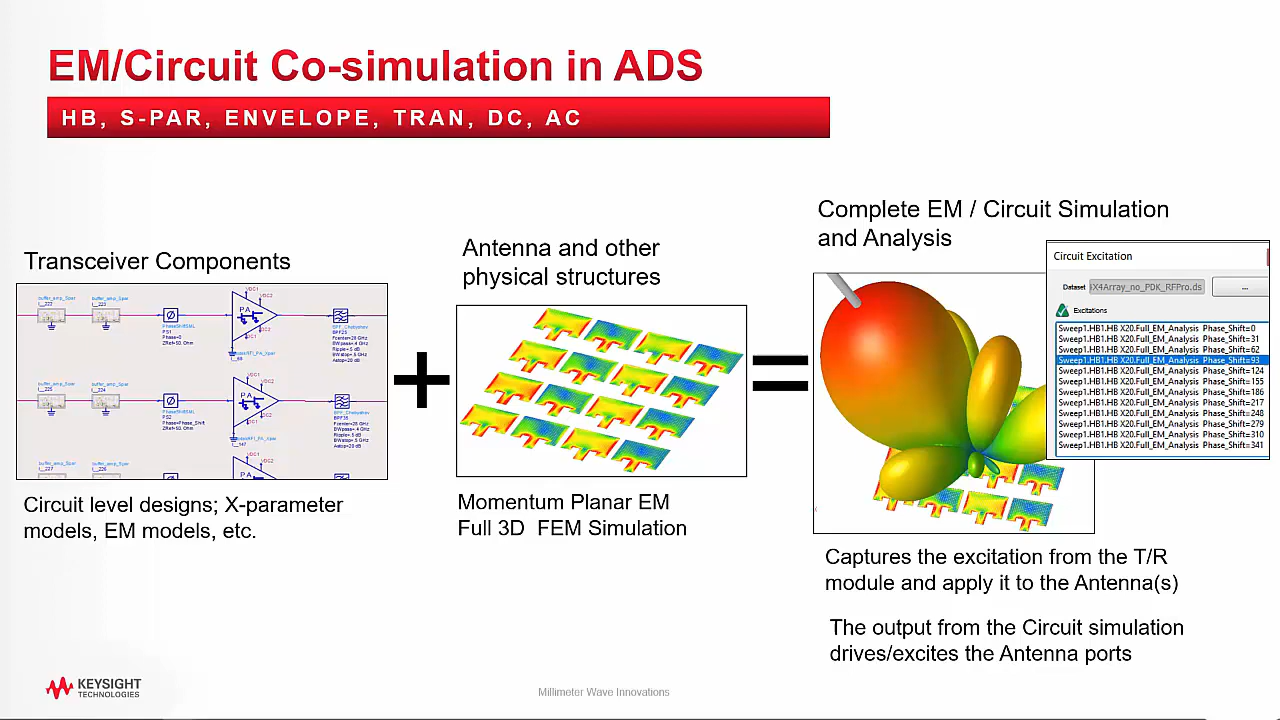 EM/Circuit Co-simulation in ADS
HB, S-PAR, ENVELOPE, TRAN, DC, AC
Transceiver Components
Circuit level designs; X-parameter
models, EM models, etc.
Antenna and other
physical structures
Momentum Planar EM
Full 3D FEM Simulation
Complete EM / Circuit Simulation
and Analysis
Circuit Excitation
Dataset
IX4Array_no_PDK_RFPro.ds
...
Excitations
Sweep1.HB1.HB X20.Full_EM_Analysis Phase_Shift=0
Sweep1.HB1.HB X20.Full_EM_Analysis Phase_Shift=31
Sweep1.HB1.HB X20.Full_EM_Analysis Phase_Shift=62
Sweep1.HB1.HB X20.Full_EM_Analysis Phase_Shift=93
Sweep1.HB1.HB X20.Full_EM_Analysis Phase_Shift=124
Sweep1.HB1.HB X20.Full_EM_Analysis Phase_Shift=155
Sweep1.HB1.HB X20.Full_EM_Analysis Phase_Shift=186
Sweep1.HB1.HB X20.Full_EM_Analysis Phase_Shift=217
Sweep1.HB1.HB X20.Full_EM_Analysis Phase_Shift=248
Sweep1.HB1.HB X20.Full_EM_Analysis Phase_Shift=279
Sweep1.HB1.HB X20.Full_EM_Analysis Phase_Shift=310
Sweep1.HB1.HB X20.Full_EM_Analysis Phase_Shift=341
Captures the excitation from the T/R
module and apply it to the Antenna(s)
The output from the Circuit simulation
drives/excites the Antenna ports
KEYSIGHT
TECHNOLOGIES
Millimeter Wave Innovations